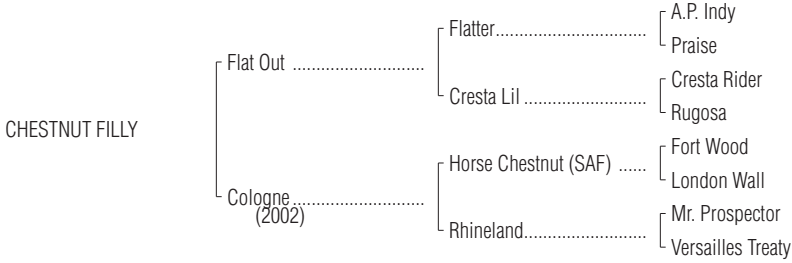 A.P. Indy
Flatter..................................
Praise
Flat Out ..............................
Cresta Rider
Cresta Lil ...........................
Rugosa
CHESTNUT FILLY
Fort Wood
Horse Chestnut (SAF) ......
London Wall
Cologne..............................
(2002)
Mr. Prospector
Rhineland...........................
Versailles Treaty